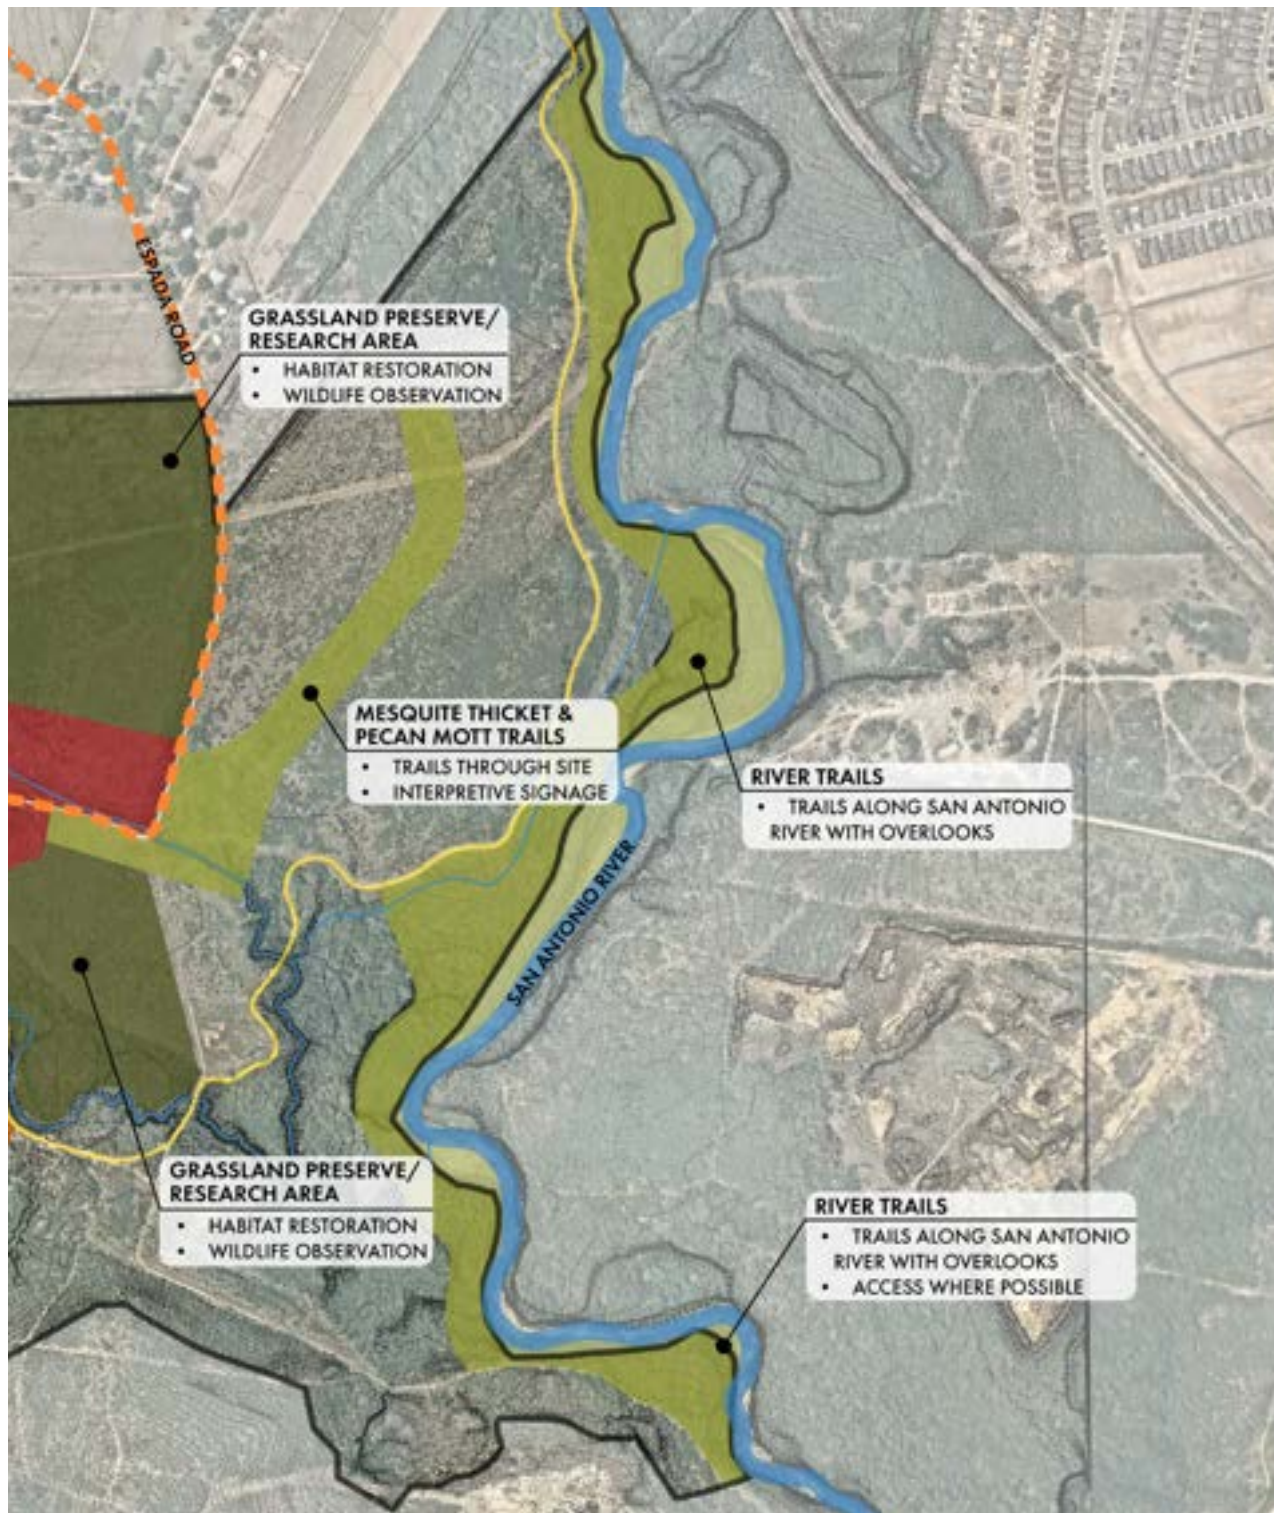 ESPADA ROAD
GRASSLAND PRESERVE/
RESEARCH AREA
• HABITAT RESTORATION
• WILDLIFE OBSERVATION
MESQUITE THICKET &
PECAN MOTT TRAILS
• TRAILS THROUGH SITE
• INTERPRETIVE SIGNAGE
RIVER TRAILS
• TRAILS ALONG SAN ANTONIO
RIVER WITH OVERLOOKS
SAN ANTONIO RIVER
GRASSLAND PRESERVE/
RESEARCH AREA
• HABITAT RESTORATION
• WILDLIFE OBSERVATION
RIVER TRAILS
• TRAILS ALONG SAN ANTONIO
RIVER WITH OVERLOOKS
• ACCESS WHERE POSSIBLE